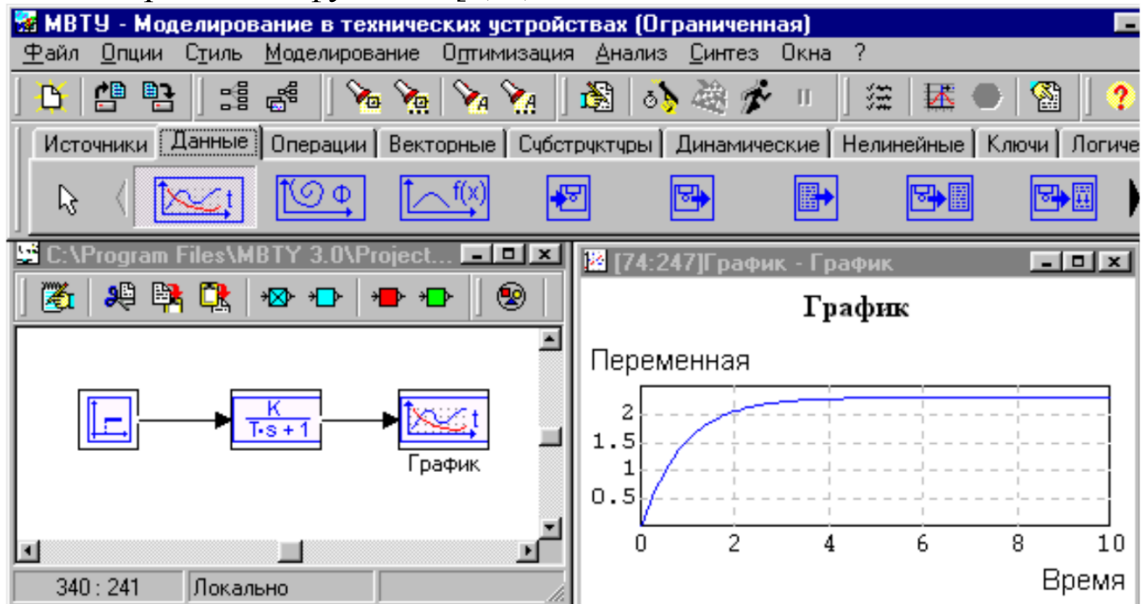 МВТУ - Моделирование в технических устройствах (Ограниченная)
Файл Опции Стиль Моделирование Оптимизация Анализ Синтез Окна ?
A A ?
Источники Данные Операции Векторные Субструктуры Динамические Нелинейные Ключи Логиче
t Ф f(x)
C:\Program Files\MBTY 3.0\Project...
[74:247]График - График
График
Переменная
K
T·s + 1
t
График
2
1.5
1
0.5
0 2 4 6 8 10
Время
340 : 241 Локально